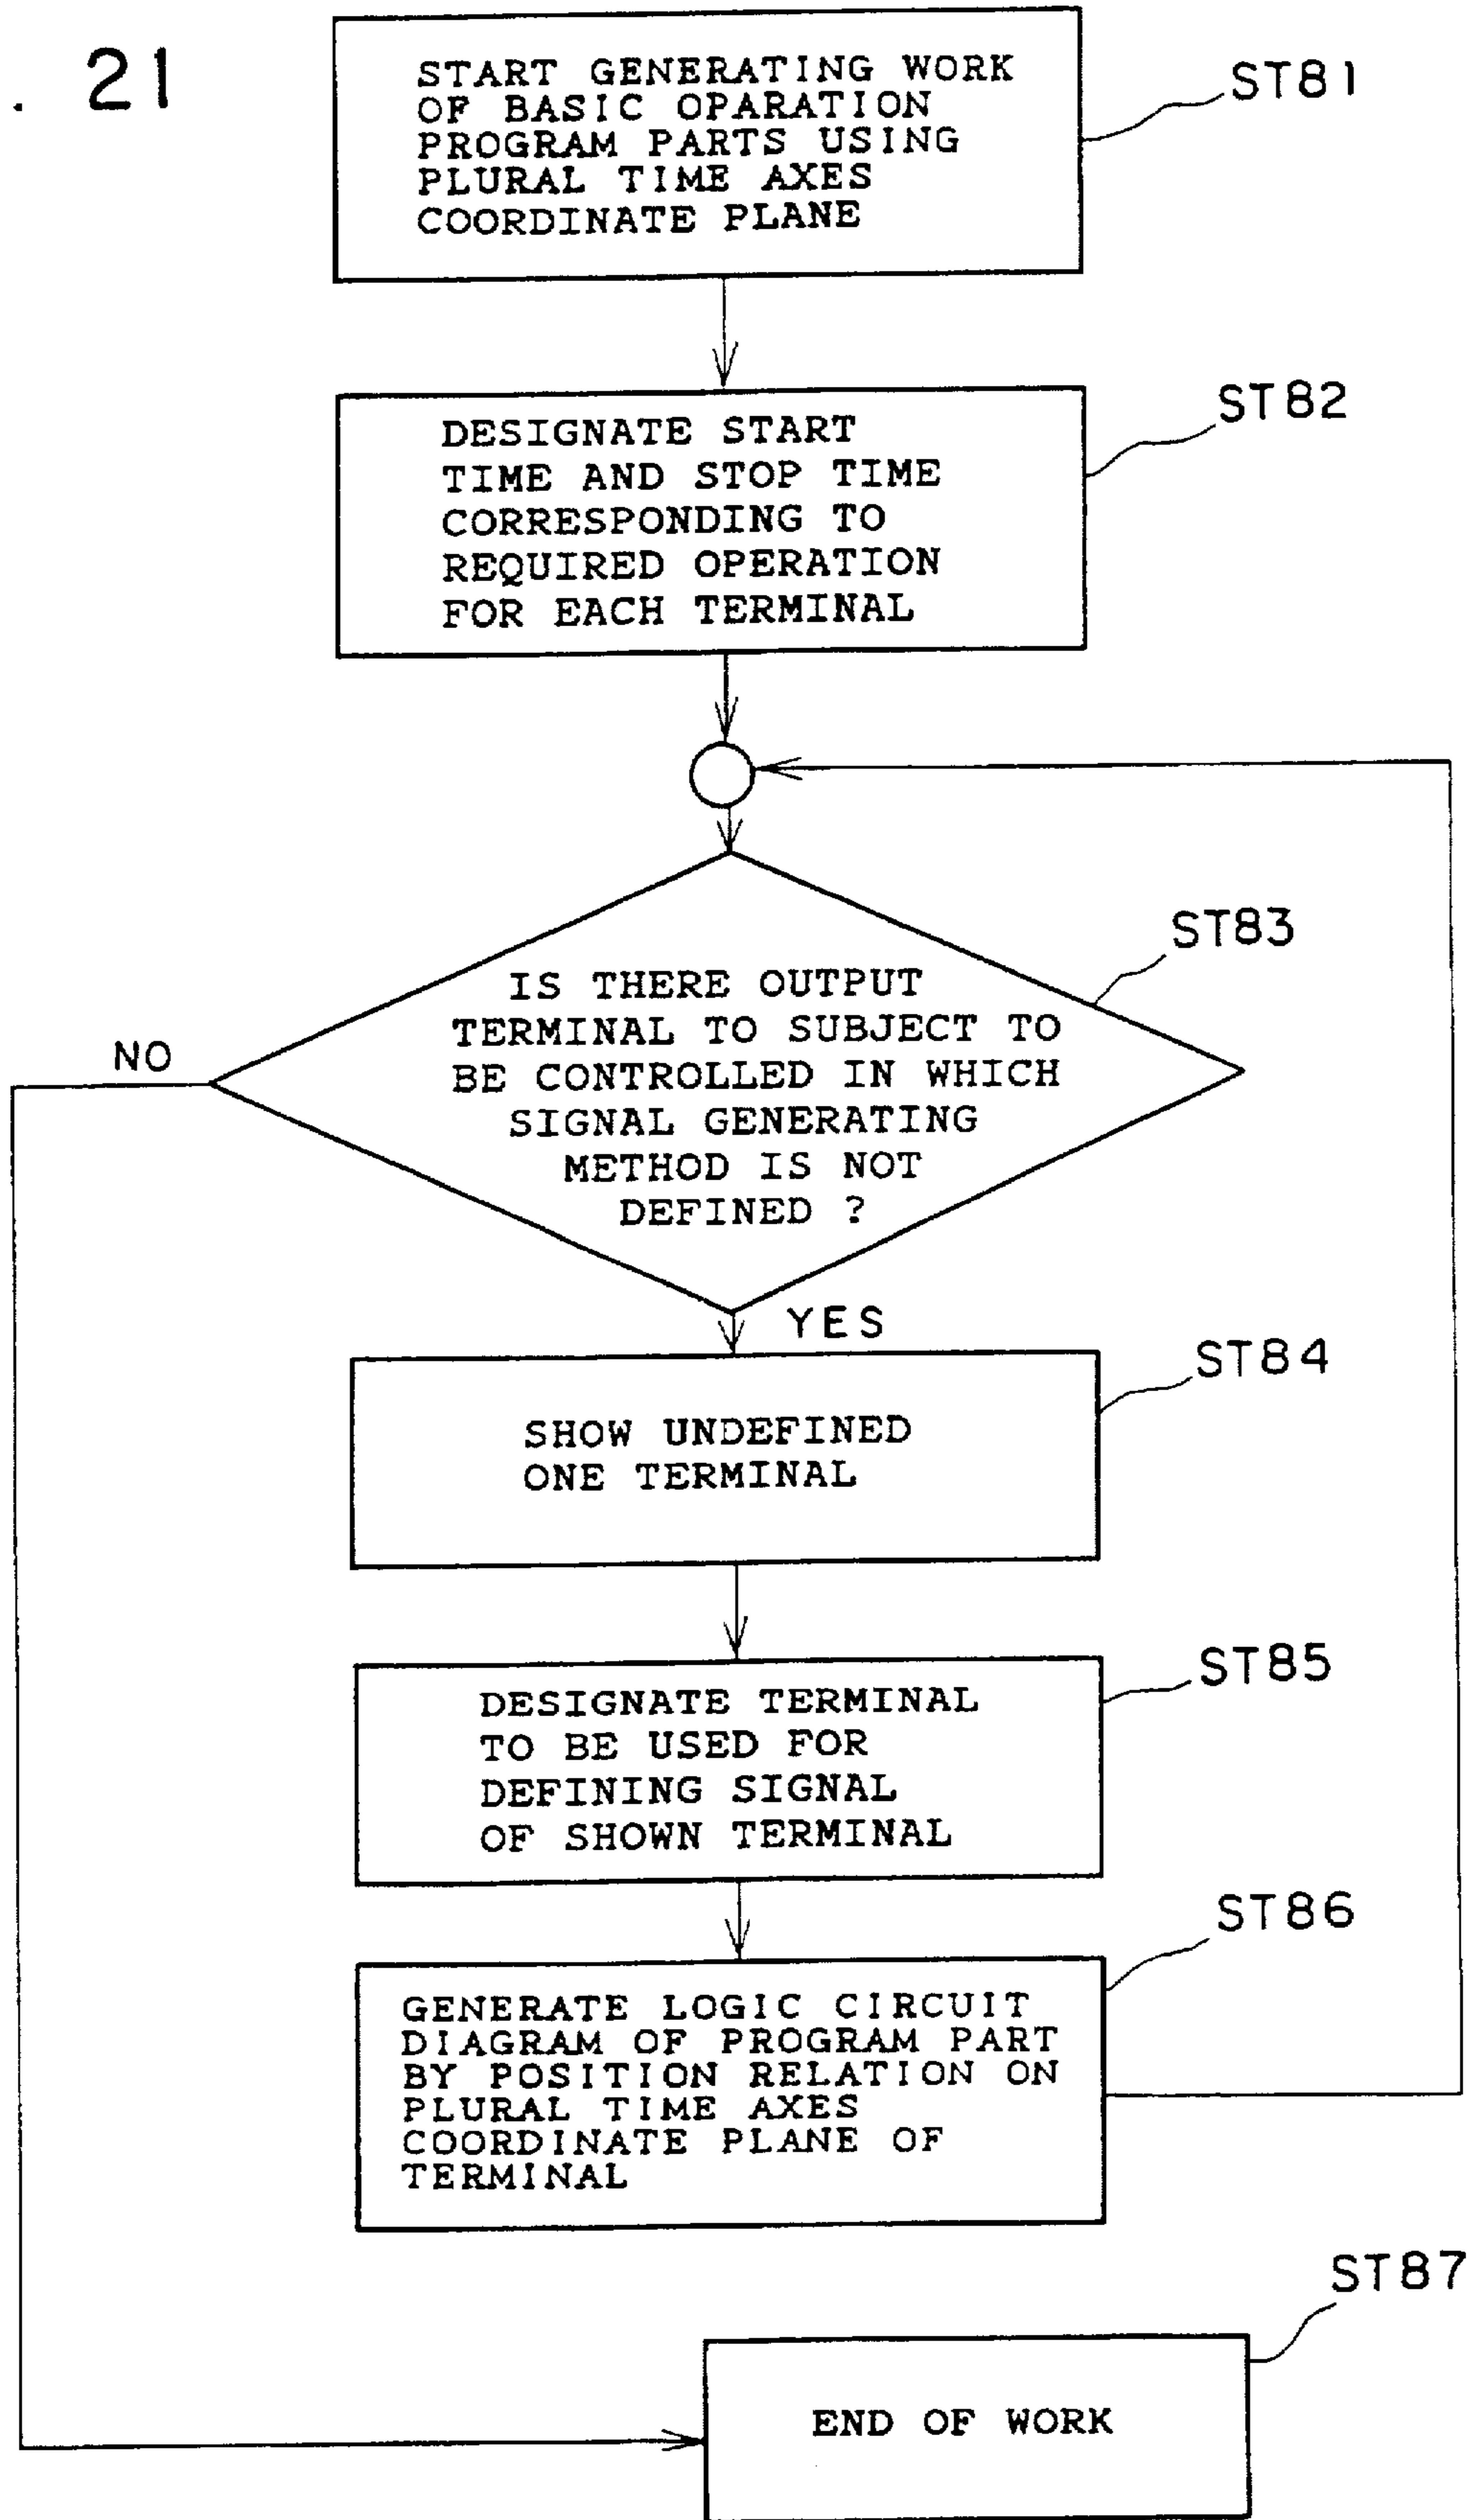 . 21
START GENERATING WORK
OF BASIC OPARATION
PROGRAM PARTS USING
PLURAL TIME AXES
COORDINATE PLANE
ST81
DESIGNATE START
TIME AND STOP TIME
CORRESPONDING TO
REQUIRED OPERATION
FOR EACH TERMINAL
ST82
IS THERE OUTPUT
TERMINAL TO SUBJECT TO
BE CONTROLLED IN WHICH
SIGNAL GENERATING
METHOD IS NOT
DEFINED ?
ST83
NO
YES
SHOW UNDEFINED
ONE TERMINAL
ST84
DESIGNATE TERMINAL
TO BE USED FOR
DEFINING SIGNAL
OF SHOWN TERMINAL
ST85
GENERATE LOGIC CIRCUIT
DIAGRAM OF PROGRAM PART
BY POSITION RELATION ON
PLURAL TIME AXES
COORDINATE PLANE OF
TERMINAL
ST86
END OF WORK
ST87